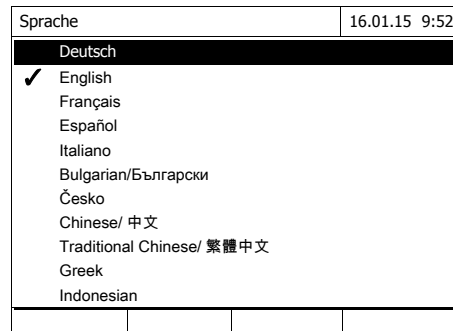 Sprache 16.01.15 9:52
Deutsch
✓ English
Français
Español
Italiano
Bulgarian/Български
Česko
Chinese/ 中文
Traditional Chinese/ 繁體中文
Greek
Indonesian